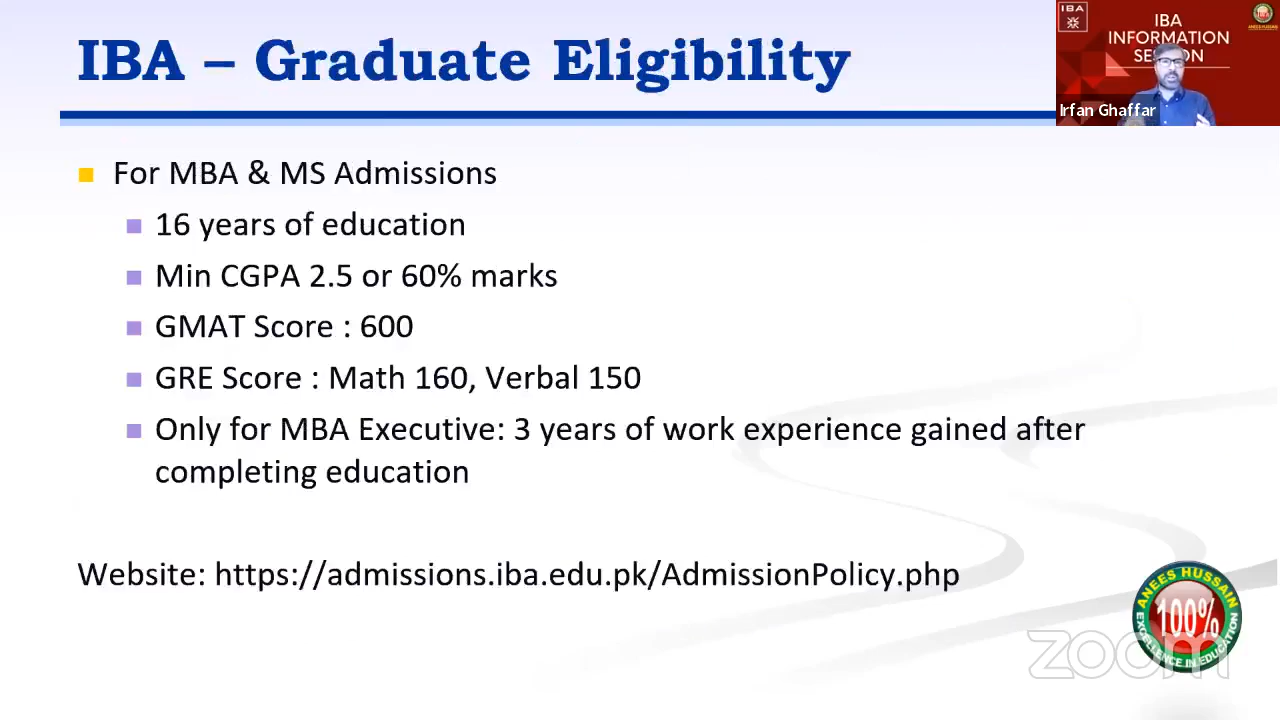 IBA – Graduate Eligibility
IBA
IBA
INFORMATION
SESSION
ANEES HUSSAIN
Irfan Ghaffar
For MBA & MS Admissions
16 years of education
Min CGPA 2.5 or 60% marks
GMAT Score : 600
GRE Score : Math 160, Verbal 150
Only for MBA Executive: 3 years of work experience gained after
completing education
Website: https://admissions.iba.edu.pk/AdmissionPolicy.php
ANEES HUSSAIN
100%
EXCELLENCE IN EDUCATION
zoom